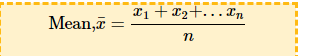 Mean, x̄ = (x₁ + x₂+…xₙ)/n